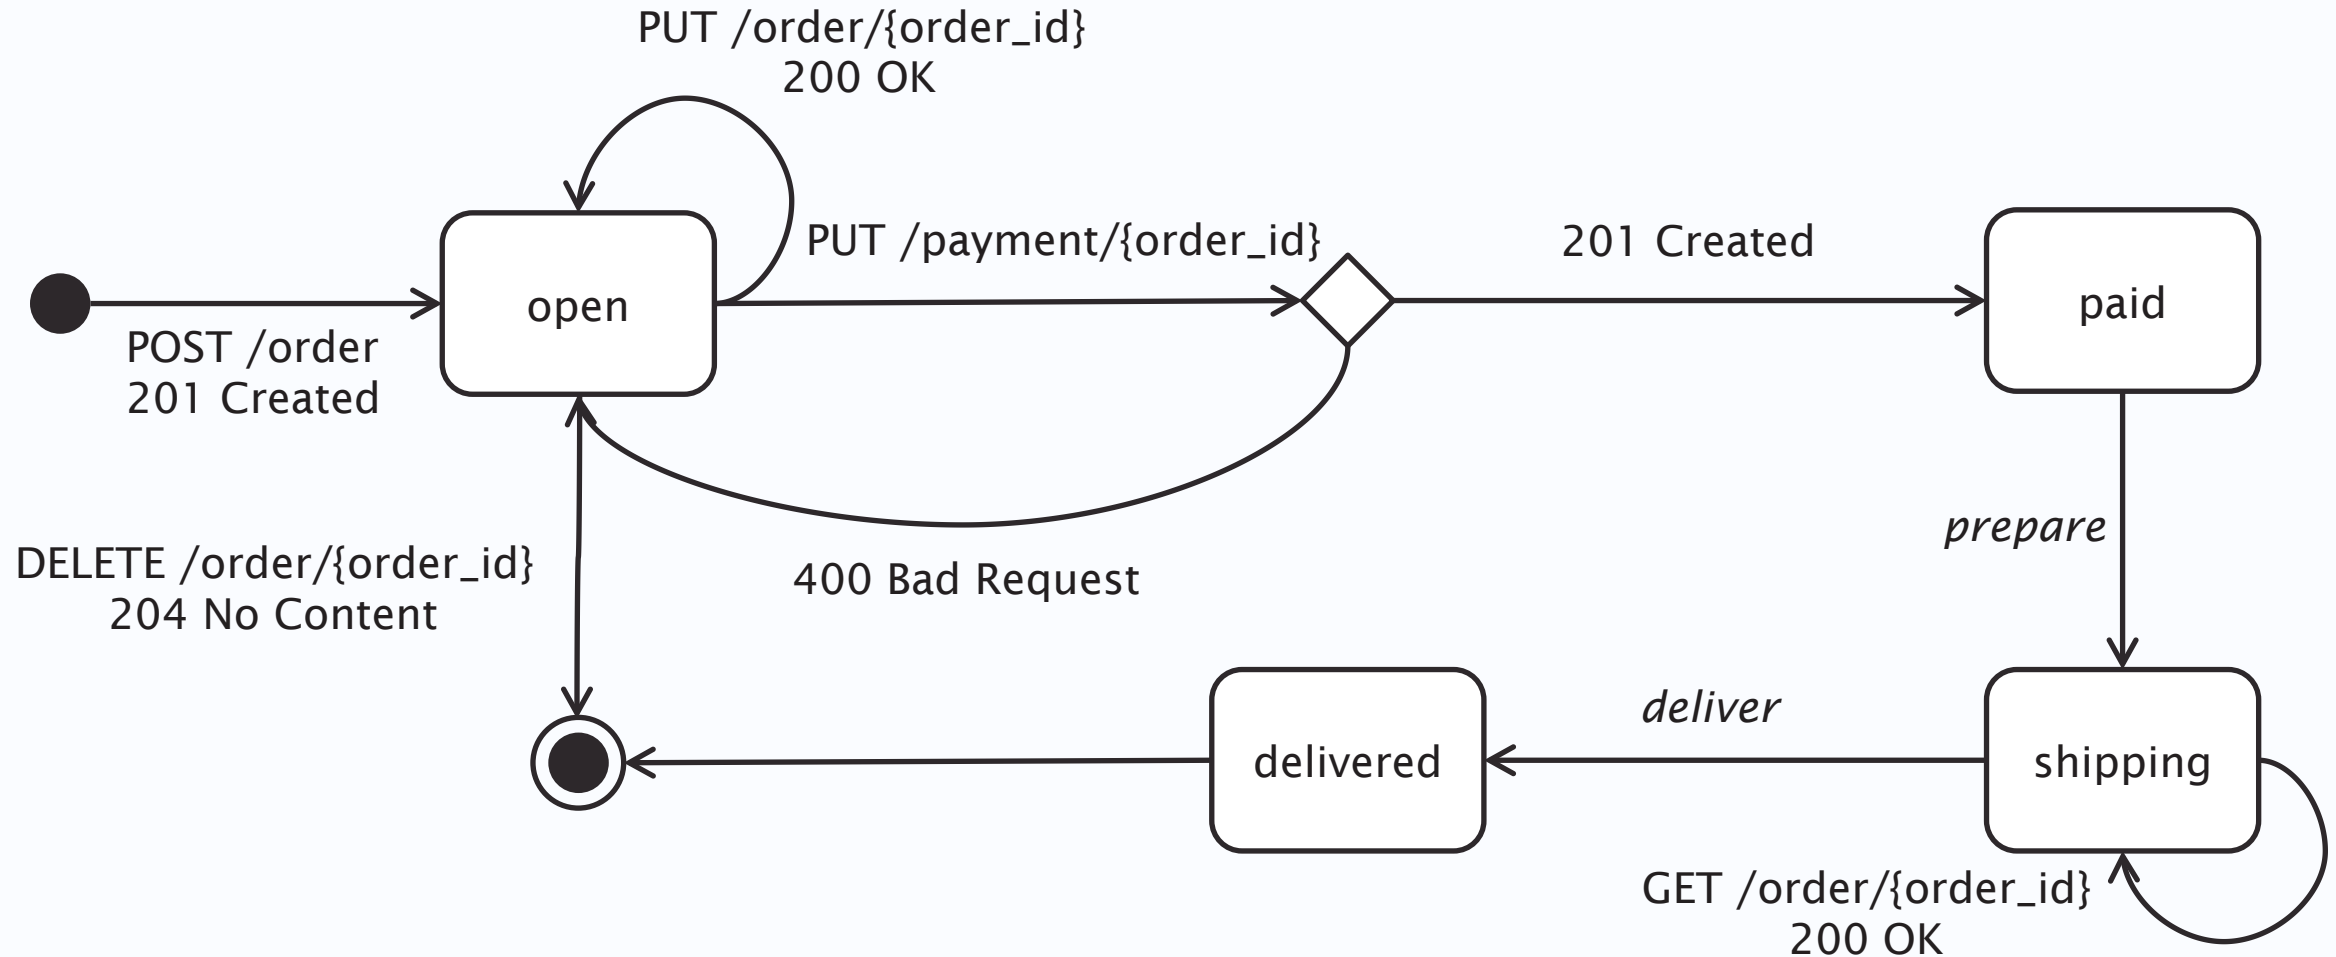 PUT /order/{order_id}
200 OK
PUT /payment/{order_id}
201 Created
open
paid
POST /order
201 Created
prepare
DELETE /order/{order_id}
204 No Content
400 Bad Request
deliver
delivered
shipping
GET /order/{order_id}
200 OK